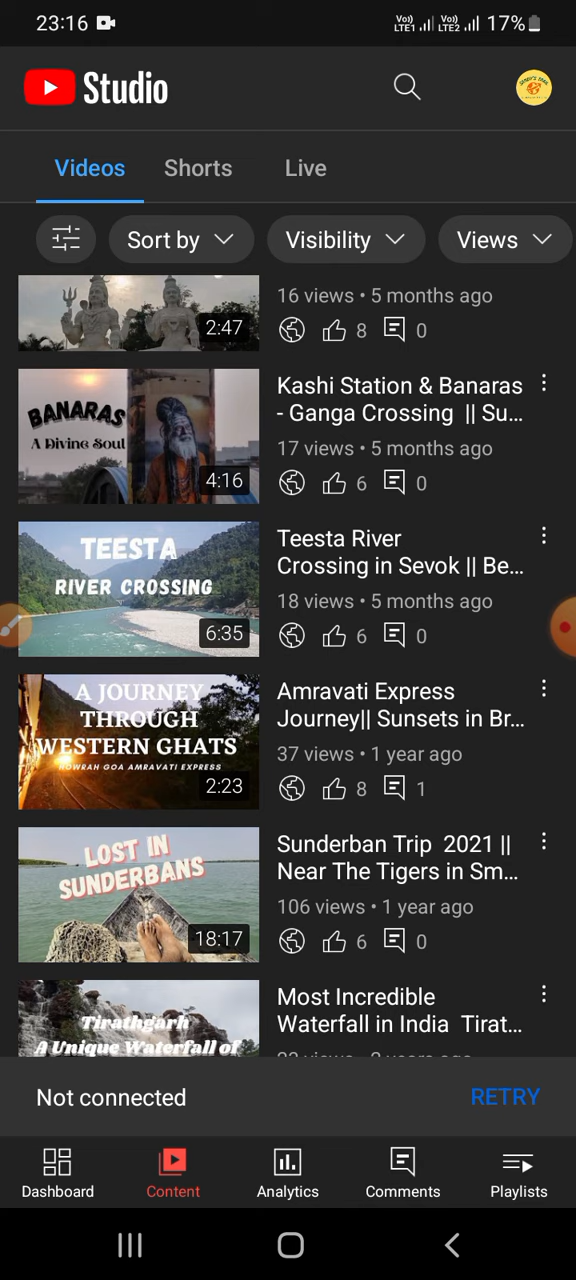 23:16
Vo)) LTE1 Vo)) LTE2 17%
Studio
Videos Shorts Live
Sort by Visibility Views
2:47
16 views • 5 months ago
8 0
BANARAS
A Divine Soul
4:16
Kashi Station & Banaras
- Ganga Crossing || Su...
17 views • 5 months ago
6 0
TEESTA
RIVER CROSSING
6:35
Teesta River
Crossing in Sevok || Be...
18 views • 5 months ago
6 0
A JOURNEY
THROUGH
WESTERN GHATS
HOWRAH GOA AMRAVATI EXPRESS
2:23
Amravati Express
Journey|| Sunsets in Br...
37 views • 1 year ago
8 1
LOST IN
SUNDERBANS
18:17
Sunderban Trip 2021 ||
Near The Tigers in Sm...
106 views • 1 year ago
6 0
Tirathgarh
A Unique Waterfall of
Most Incredible
Waterfall in India Tirat...
Not connected RETRY
Dashboard Content Analytics Comments Playlists